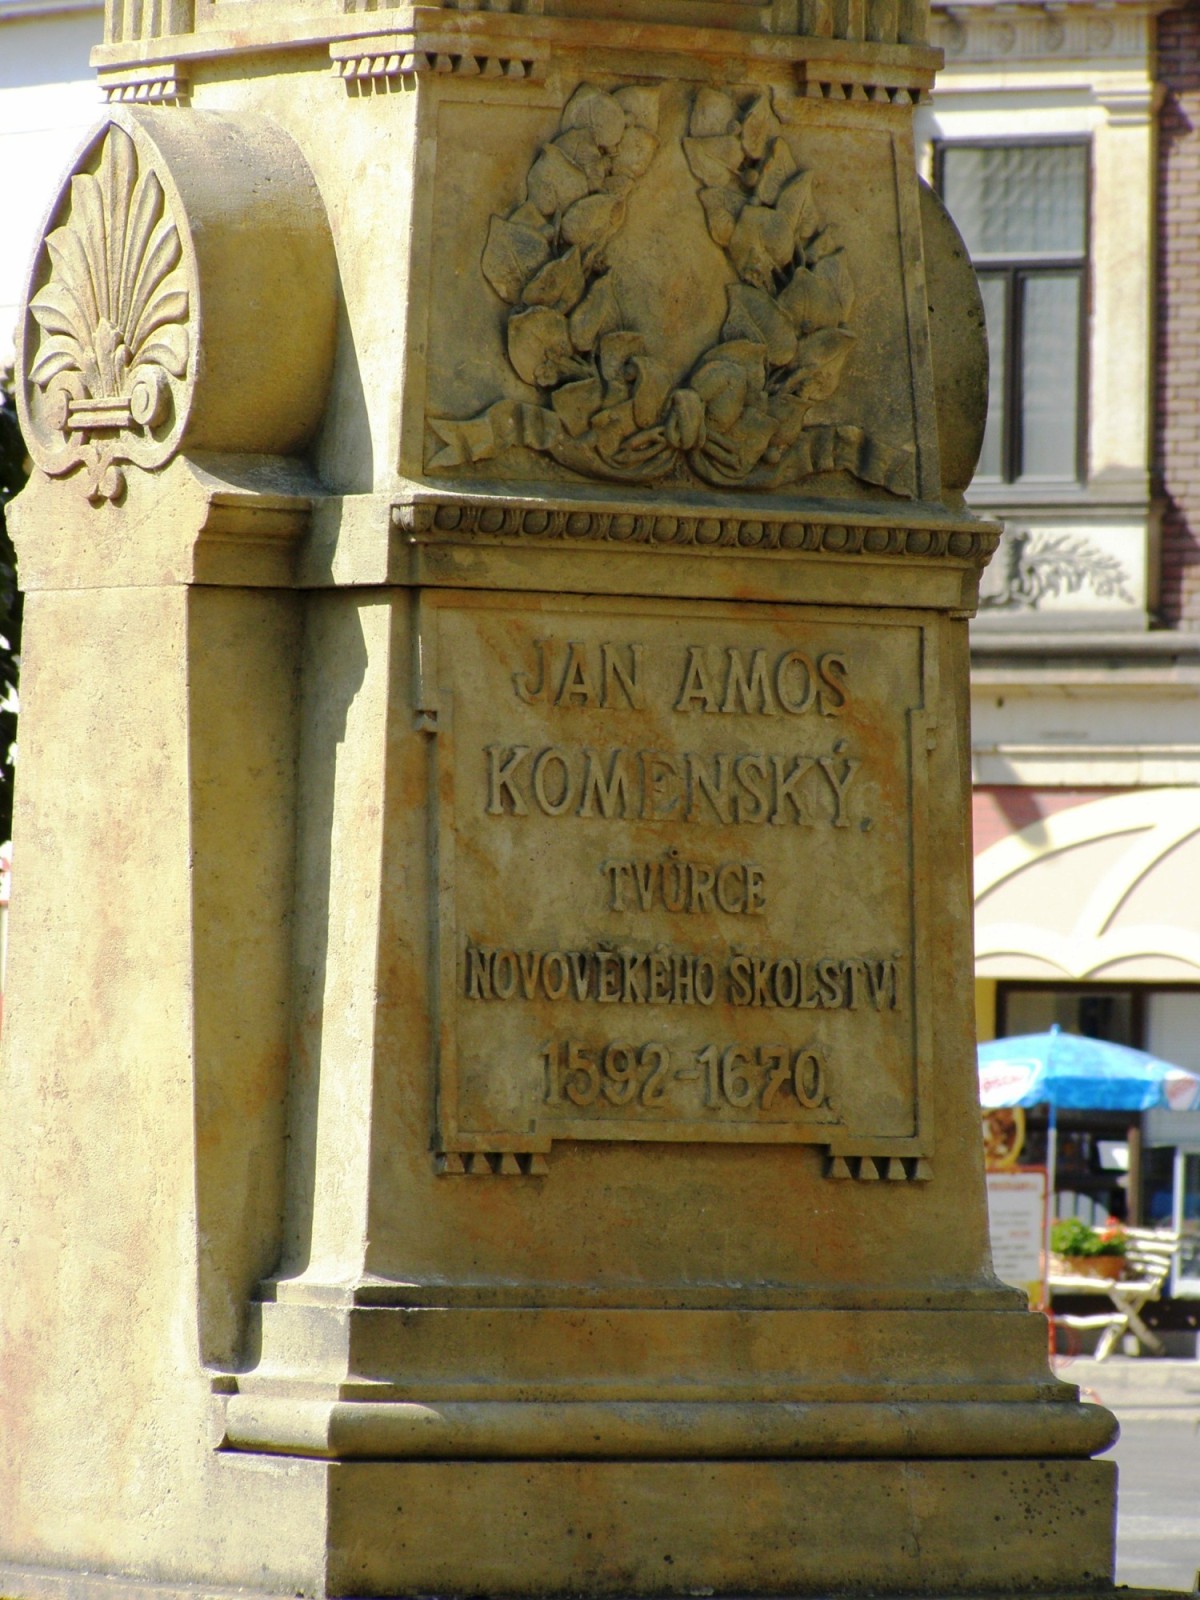 JAN AMOS
KOMENSKÝ.
TVŮRCE
NOVOVĚKÉHO ŠKOLSTVÍ
1592-1670.